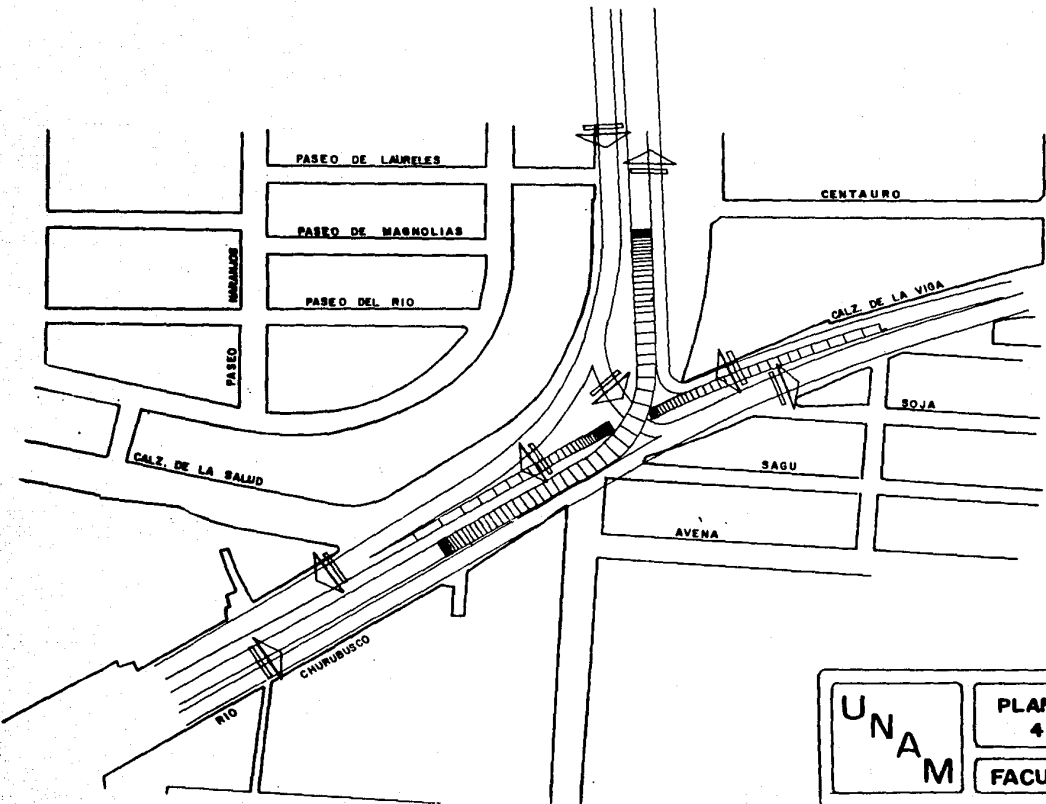 PASEO DE LAURELES
CENTAURO
PASEO DE MAGNOLIAS
NARANJOS
PASEO DEL RIO
CALZ. DE LA VIGA
PASEO
SOJA
CALZ. DE LA SALUD
SAGU
AVENA
CHURUBUSCO
RIO
UNAM
4
FACU